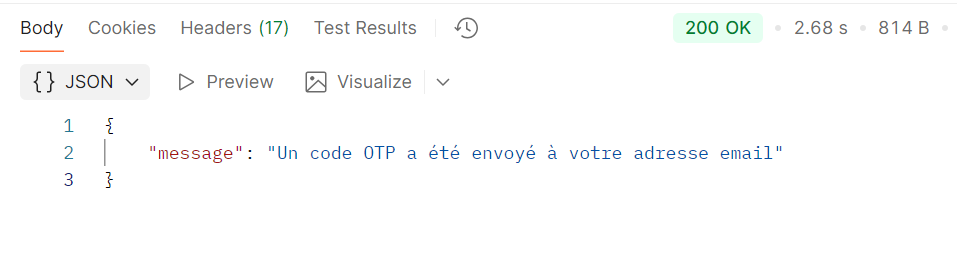 Body Cookies Headers (17) Test Results 200 OK • 2.68 s • 814 B •
{} JSON Preview Visualize
1 {
2 "message": "Un code OTP a été envoyé à votre adresse email"
3 }